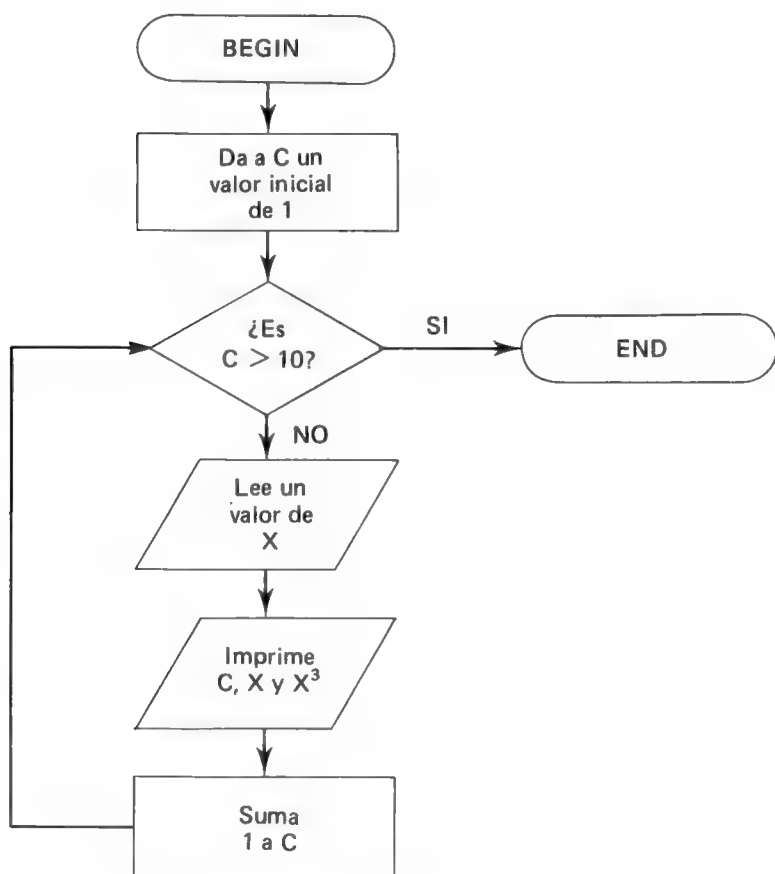 BEGIN
Da a C un
valor inicial
de 1
¿Es
C > 10?
SI
END
NO
Lee un
valor de
X
Imprime
C, X y X³
Suma
1 a C